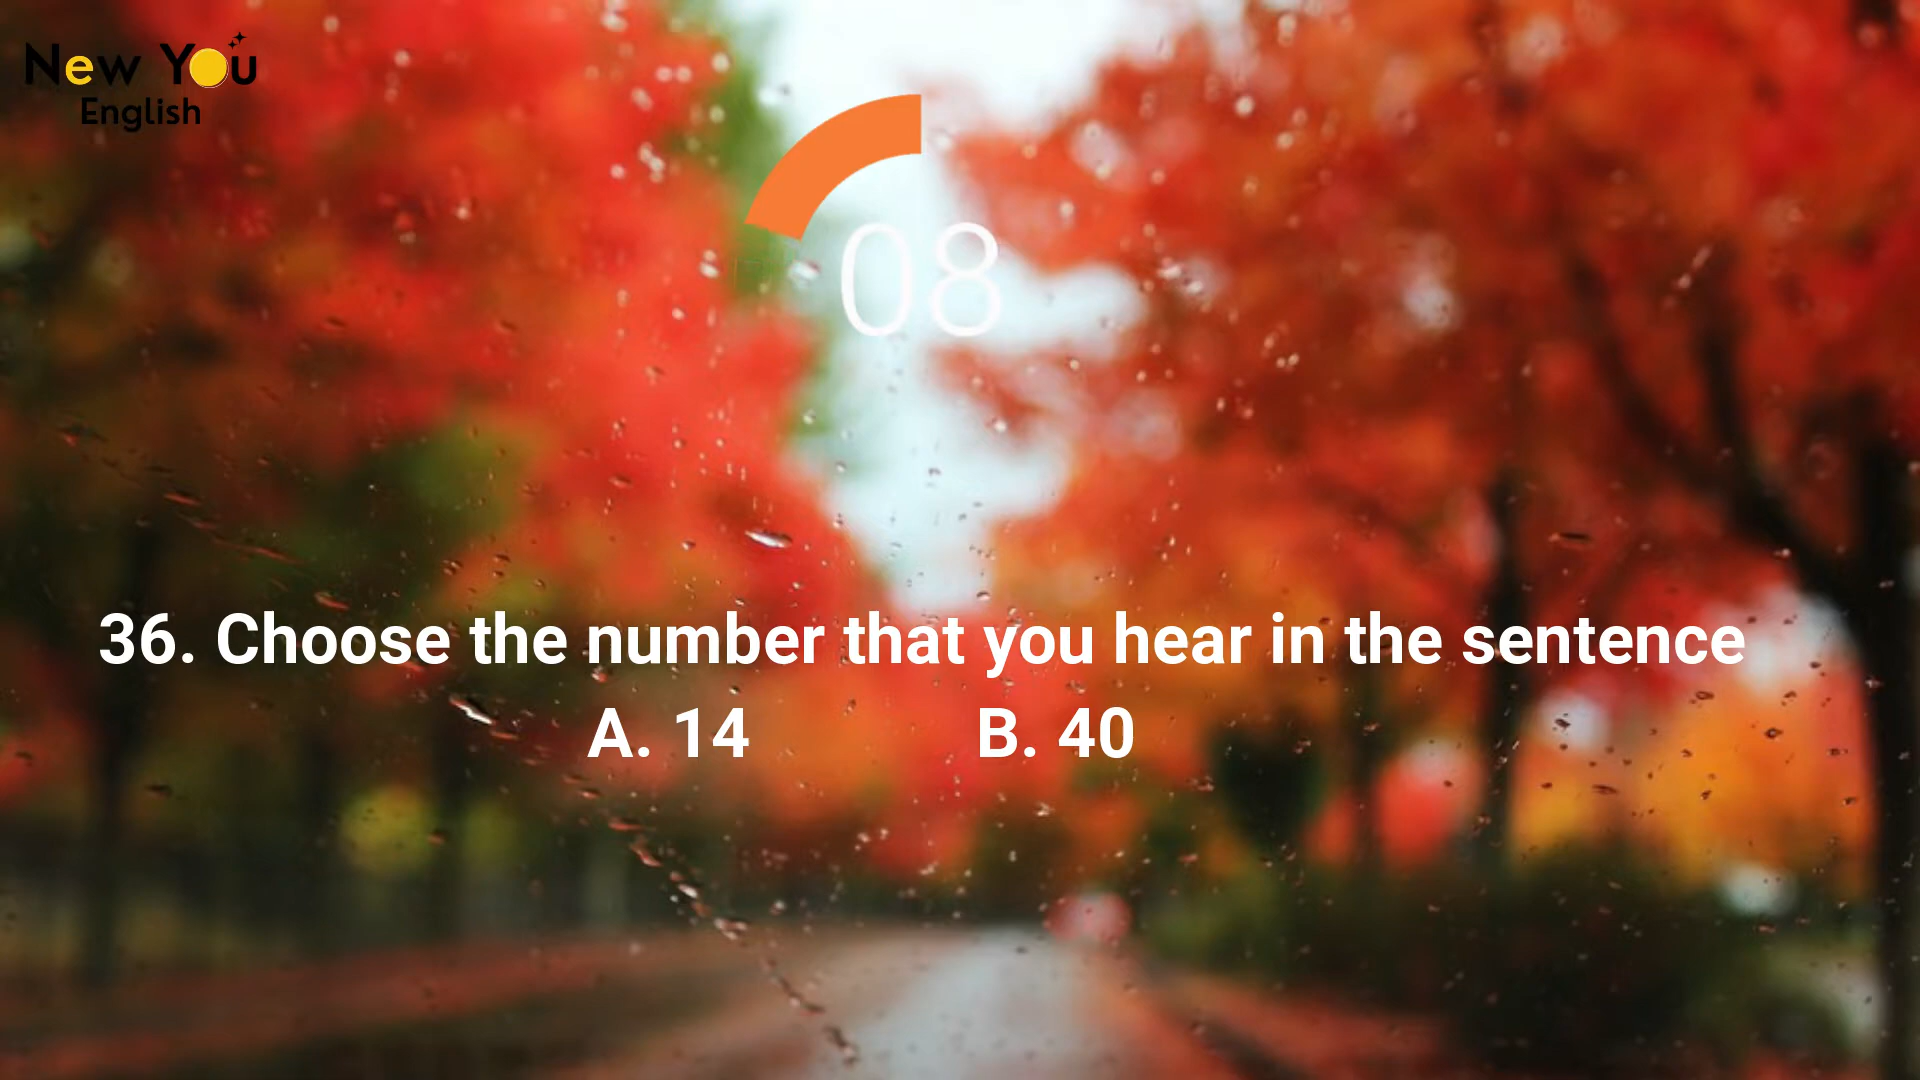 New You
English
08
36. Choose the number that you hear in the sentence
A. 14 B. 40